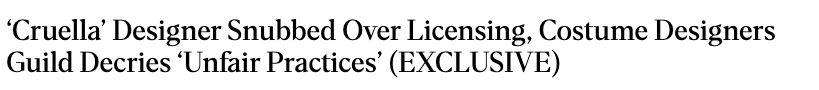 ‘Cruella’ Designer Snubbed Over Licensing, Costume Designers
Guild Decries ‘Unfair Practices’ (EXCLUSIVE)